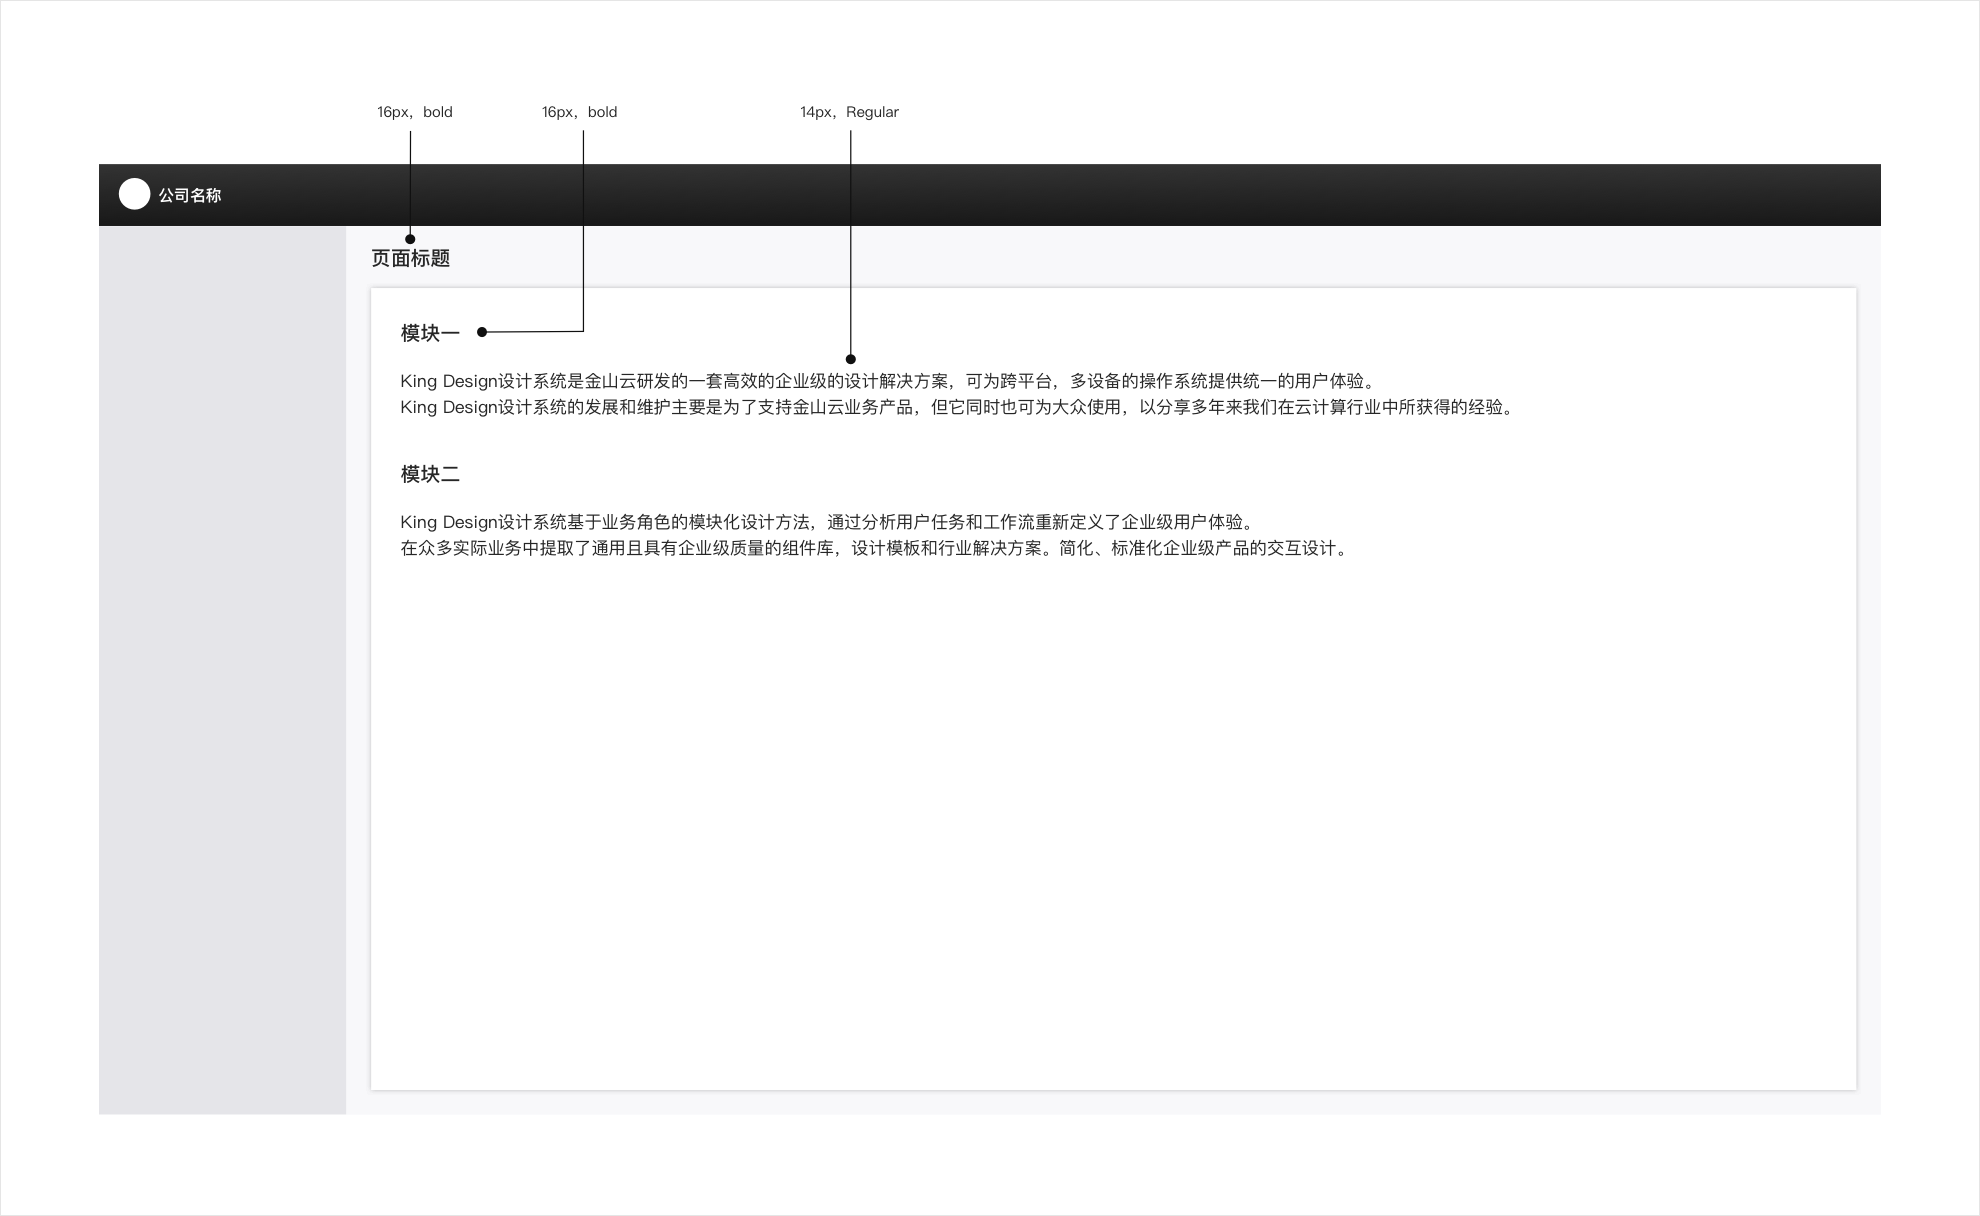 16px，bold
16px，bold
14px，Regular
公司名称
页面标题
模块一
King Design设计系统是金山云研发的一套高效的企业级的设计解决方案，可为跨平台，多设备的操作系统提供统一的用户体验。
King Design设计系统的发展和维护主要是为了支持金山云业务产品，但它同时也可为大众使用，以分享多年来我们在云计算行业中所获得的经验。
模块二
King Design设计系统基于业务角色的模块化设计方法，通过分析用户任务和工作流重新定义了企业级用户体验。
在众多实际业务中提取了通用且具有企业级质量的组件库，设计模板和行业解决方案。简化、标准化企业级产品的交互设计。